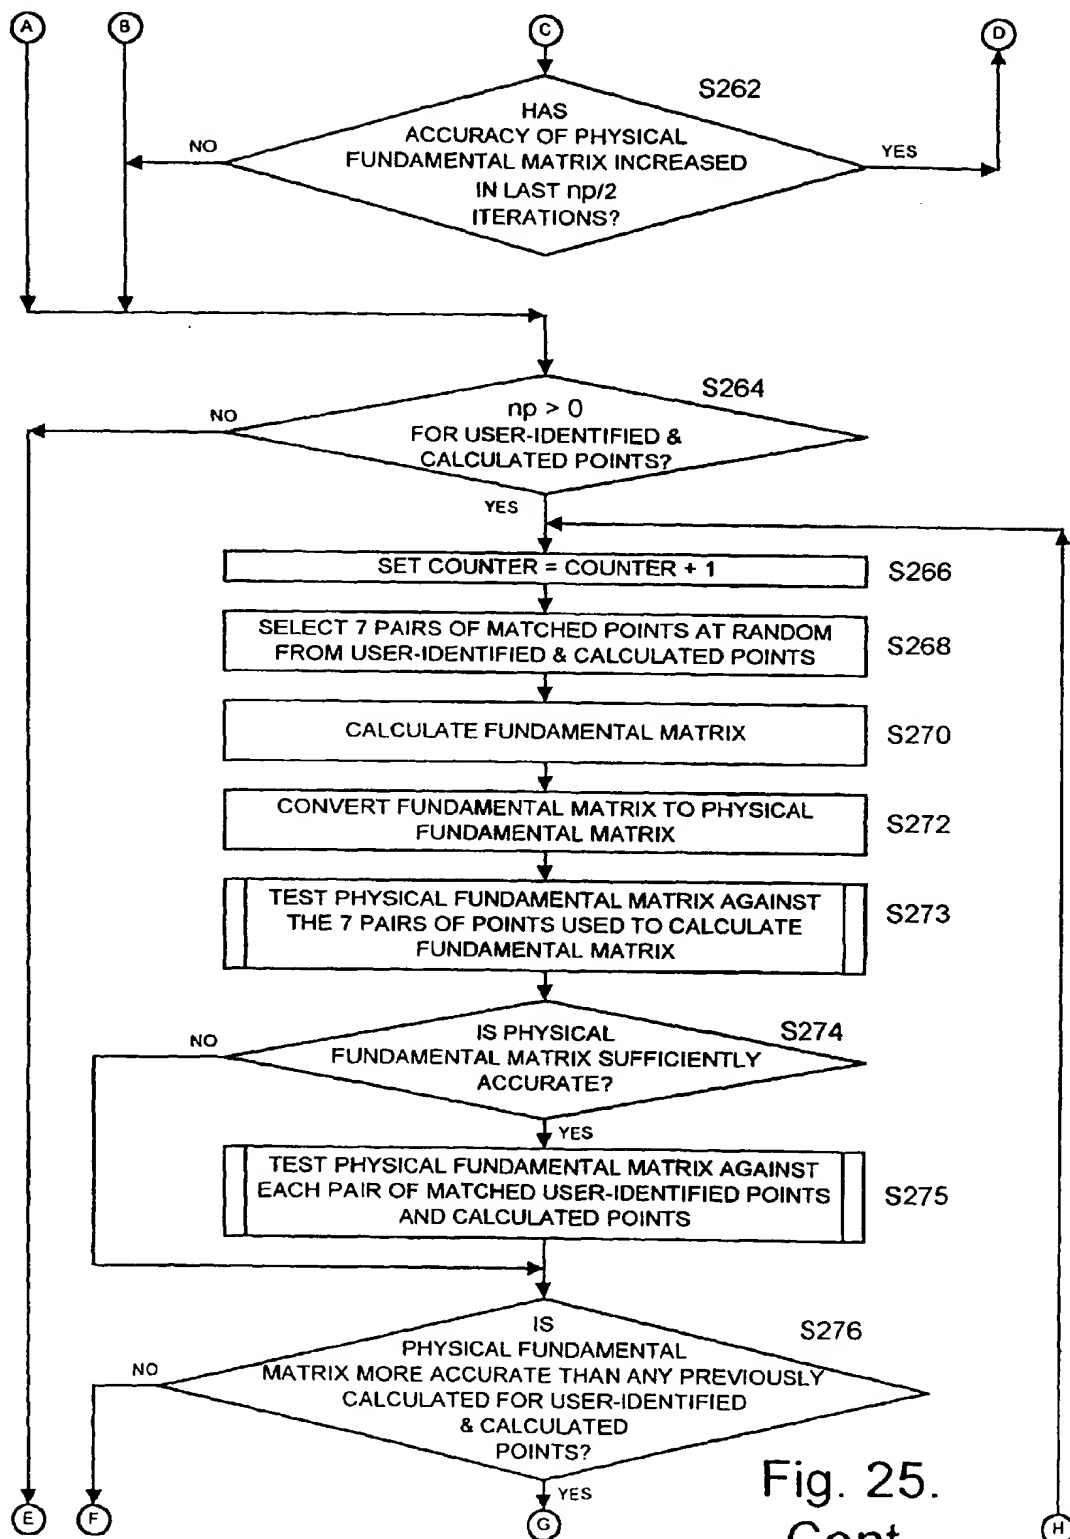 A
B
C
D
S262
HAS
ACCURACY OF PHYSICAL
FUNDAMENTAL MATRIX INCREASED
IN LAST np/2
ITERATIONS?
NO
YES
S264
np > 0
FOR USER-IDENTIFIED &
CALCULATED POINTS?
NO
YES
SET COUNTER = COUNTER + 1
S266
SELECT 7 PAIRS OF MATCHED POINTS AT RANDOM
FROM USER-IDENTIFIED & CALCULATED POINTS
S268
CALCULATE FUNDAMENTAL MATRIX
S270
CONVERT FUNDAMENTAL MATRIX TO PHYSICAL
FUNDAMENTAL MATRIX
S272
TEST PHYSICAL FUNDAMENTAL MATRIX AGAINST
THE 7 PAIRS OF POINTS USED TO CALCULATE
FUNDAMENTAL MATRIX
S273
IS PHYSICAL
FUNDAMENTAL MATRIX SUFFICIENTLY
ACCURATE?
S274
NO
YES
TEST PHYSICAL FUNDAMENTAL MATRIX AGAINST
EACH PAIR OF MATCHED USER-IDENTIFIED POINTS
AND CALCULATED POINTS
S275
IS
PHYSICAL FUNDAMENTAL
MATRIX MORE ACCURATE THAN ANY PREVIOUSLY
CALCULATED FOR USER-IDENTIFIED
& CALCULATED
POINTS?
S276
NO
YES
E
F
G
H
Fig. 25.
Cont.